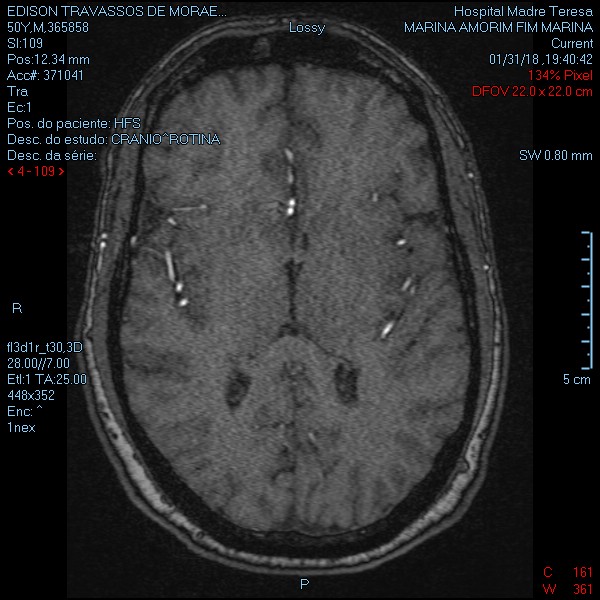 EDISON TRAVASSOS DE MORAE...
50Y,M,365858
Sl:109
Pos:12.34 mm
Acc#: 371041
Tra
Ec:1
Pos. do paciente: HFS
Desc. do estudo: CRANIO^ROTINA
Desc. da série:
< 4 - 109 >
Lossy
Hospital Madre Teresa
MARINA AMORIM FIM MARINA
Current
01/31/18 ,19:40:42
134% Pixel
DFOV 22.0 x 22.0 cm
SW 0.80 mm
R
fl3d1r_t30,3D
28.00//7.00
Etl:1 TA:25.00
448x352
Enc: ^
1nex
5 cm
P
C 161
W 361